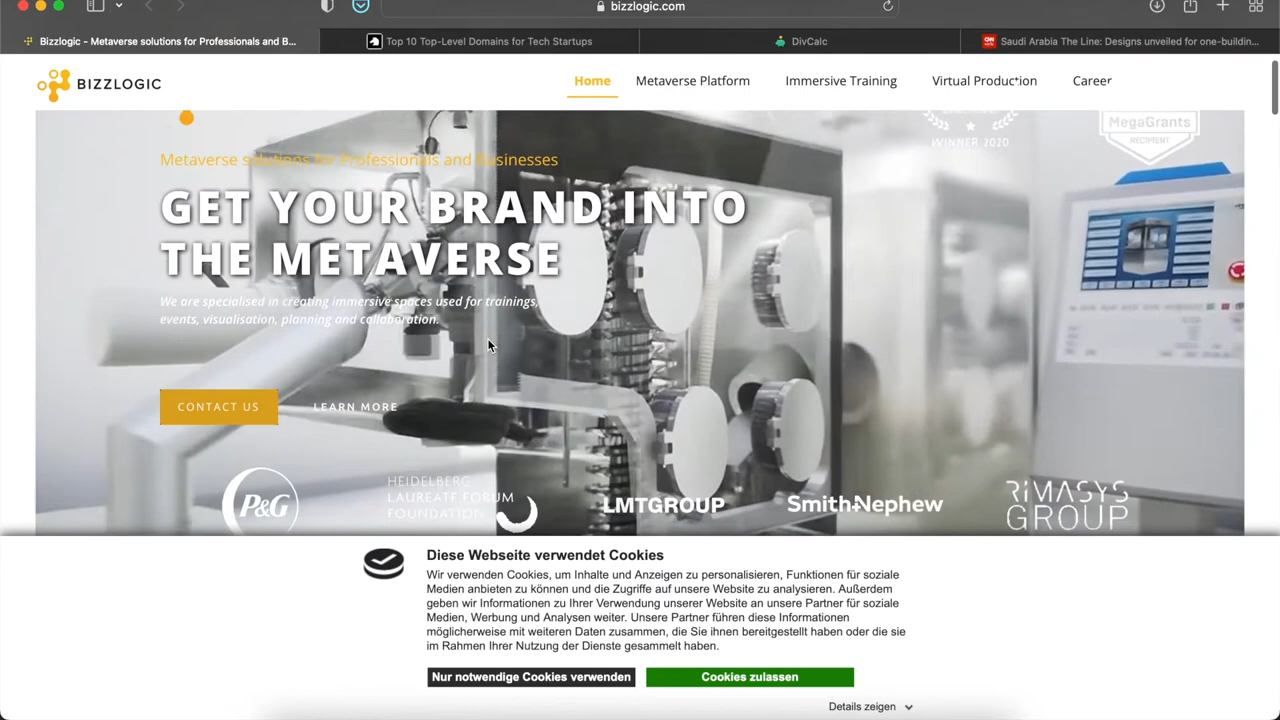 bizzlogic.com
Bizzlogic - Metaverse solutions for Professionals and B...
Top 10 Top-Level Domains for Tech Startups
DivCalc
Saudi Arabia The Line: Designs unveiled for one-buildin...
BIZZLOGIC
Home
Metaverse Platform
Immersive Training
Virtual Production
Career
WINNER 2020
MegaGrants
RECIPIENT
Metaverse solutions for Professionals and Businesses
GET YOUR BRAND INTO
THE METAVERSE
We are specialised in creating immersive spaces used for trainings,
events, visualisation, planning and collaboration.
CONTACT US
LEARN MORE
P&G
HEIDELBERG
LAUREATE FORUM
FOUNDATION
LMTGROUP
Smith+Nephew
RIMASYS
GROUP
Diese Webseite verwendet Cookies
Wir verwenden Cookies, um Inhalte und Anzeigen zu personalisieren, Funktionen für soziale
Medien anbieten zu können und die Zugriffe auf unsere Website zu analysieren. Außerdem
geben wir Informationen zu Ihrer Verwendung unserer Website an unsere Partner für soziale
Medien, Werbung und Analysen weiter. Unsere Partner führen diese Informationen
möglicherweise mit weiteren Daten zusammen, die Sie ihnen bereitgestellt haben oder die sie
im Rahmen Ihrer Nutzung der Dienste gesammelt haben.
Nur notwendige Cookies verwenden
Cookies zulassen
Details zeigen